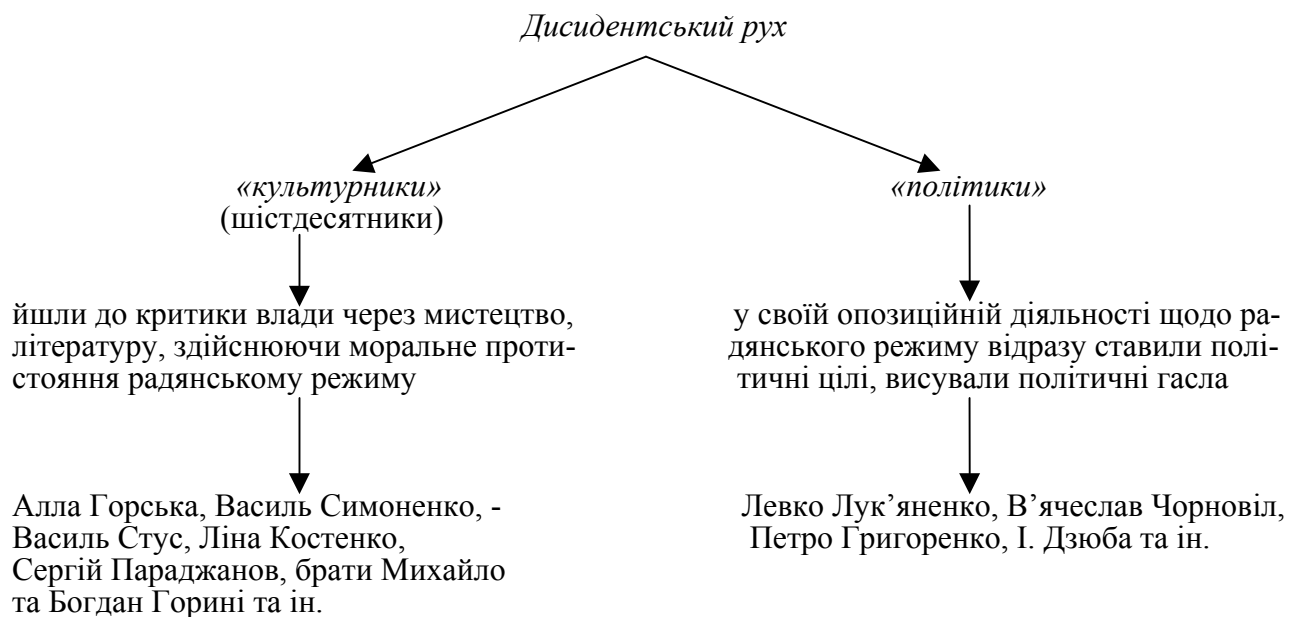 Дисидентський рух
«культурники»
(шістдесятники)
йшли до критики влади через мистецтво,
літературу, здійснюючи моральне проти-
стояння радянському режиму
Алла Горська, Василь Симоненко, -
Василь Стус, Ліна Костенко,
Сергій Параджанов, брати Михайло
та Богдан Горині та ін.
«політики»
у своїй опозиційній діяльності щодо ра-
дянського режиму відразу ставили полі-
тичні цілі, висували політичні гасла
Левко Лук’яненко, В’ячеслав Чорновіл,
Петро Григоренко, І. Дзюба та ін.